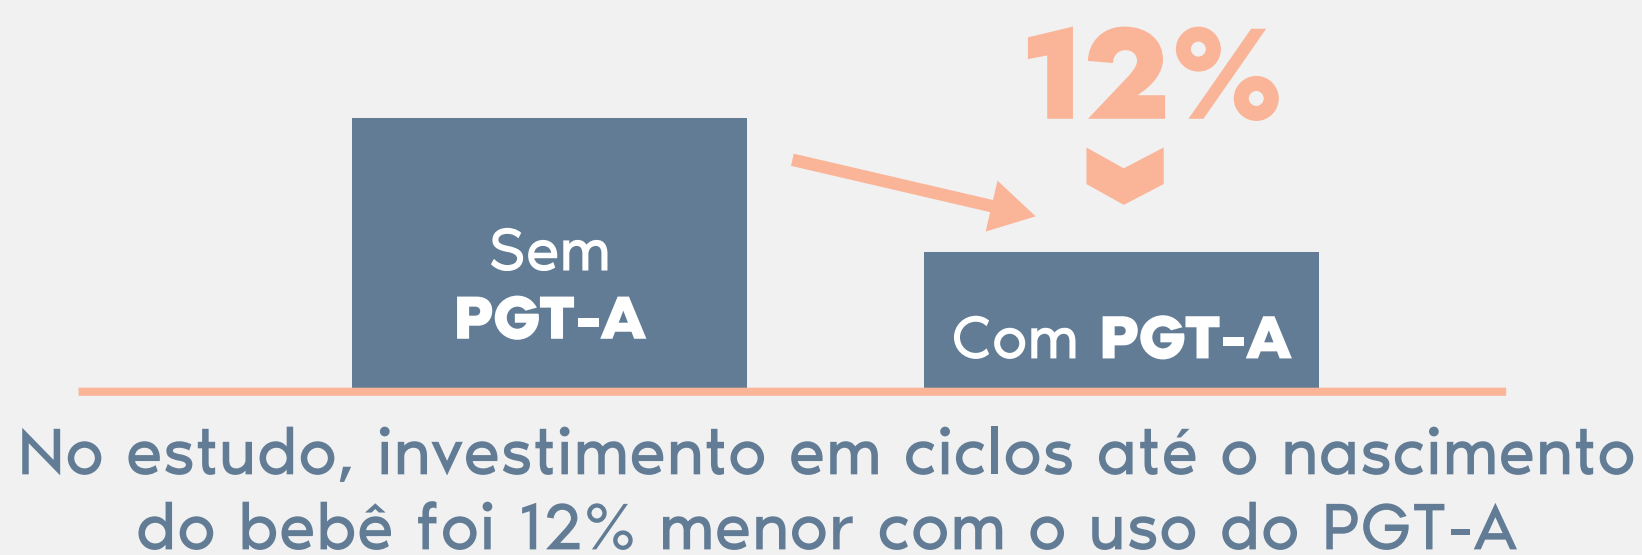 12%
Sem
PGT-A
Com PGT-A
No estudo, investimento em ciclos até o nascimento
do bebê foi 12% menor com o uso do PGT-A